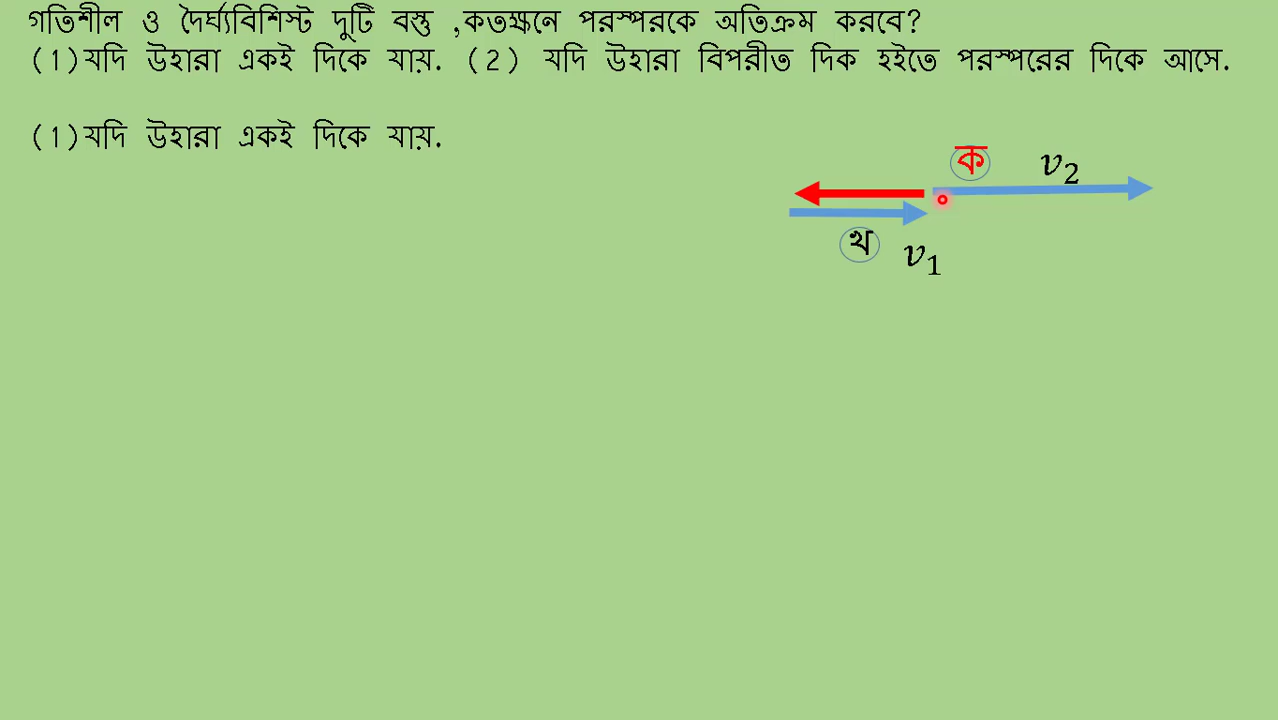 গতিশীল ও দৈর্ঘ্যবিশিস্ট দুটি বস্তু ,কতক্ষনে পরস্পরকে অতিক্রম করবে?
(1)যদি উহারা একই দিকে যায়. (2) যদি উহারা বিপরীত দিক হইতে পরস্পরের দিকে আসে.
(1)যদি উহারা একই দিকে যায়.
ক v₂
খ v₁